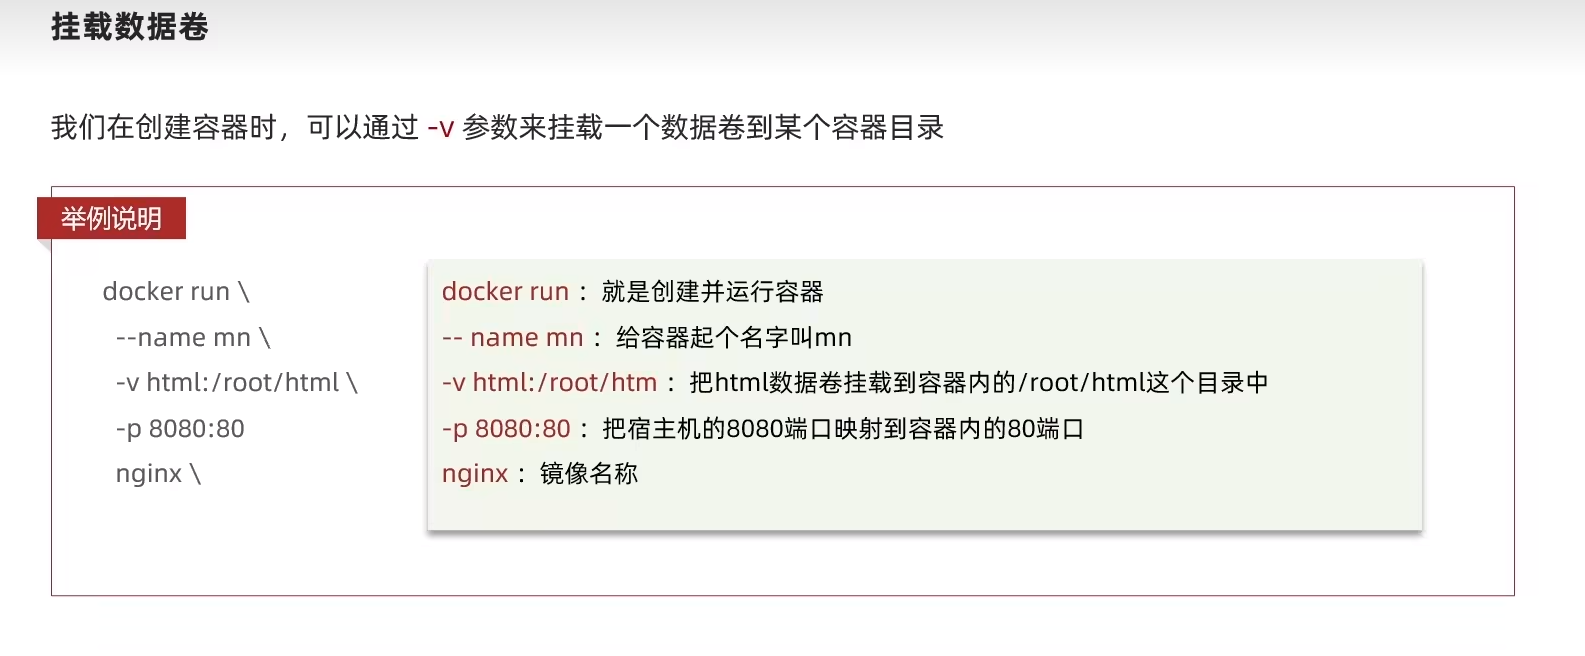 挂载数据卷
我们在创建容器时，可以通过 -v 参数来挂载一个数据卷到某个容器目录
举例说明
docker run \
--name mn \
-v html:/root/html \
-p 8080:80
nginx \
docker run ：就是创建并运行容器
-- name mn ：给容器起个名字叫mn
-v html:/root/htm ：把html数据卷挂载到容器内的/root/html这个目录中
-p 8080:80 ：把宿主机的8080端口映射到容器内的80端口
nginx ：镜像名称